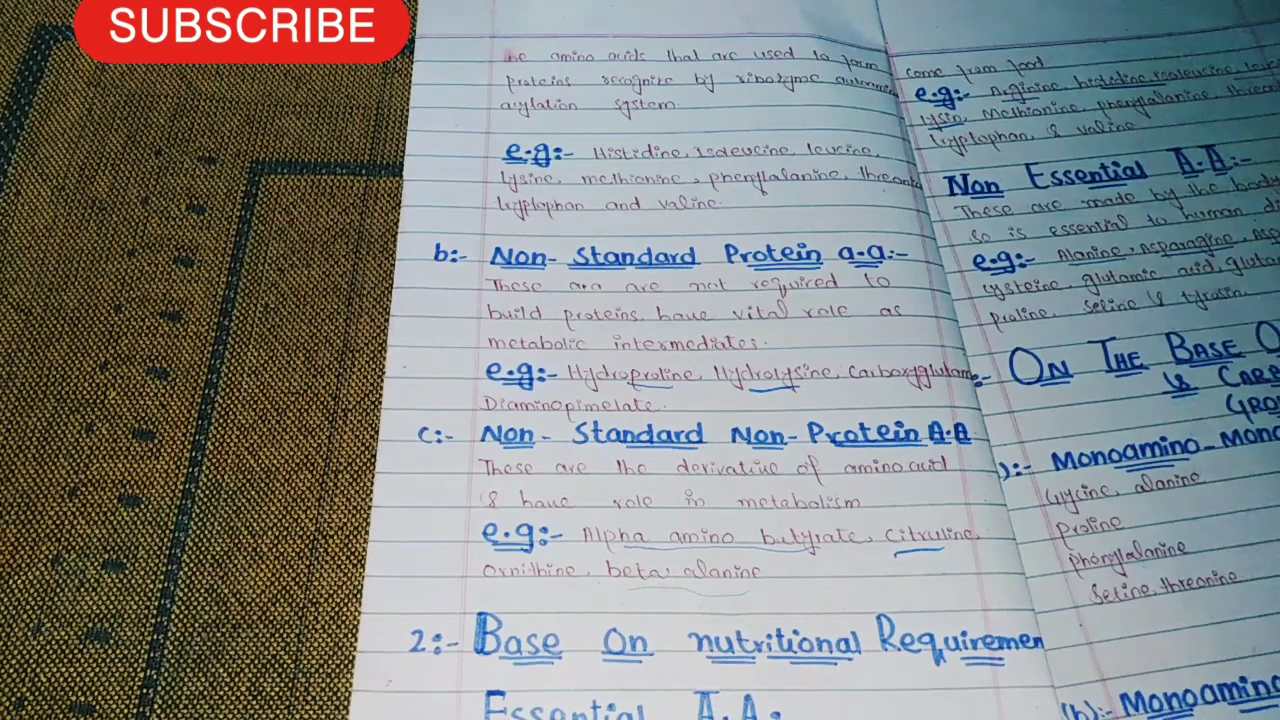 SUBSCRIBE
amino acids that are used to form
proteins recognize by ribozyme
acylation system.
e.g:- Histidine, Isoleucine, leucine,
Lysine, methionine, phenylalanine,
tryptophan and valine.
b:- Non-Standard Protein a.a:-
These a.a are not required to
build proteins, have vital role as
metabolic intermediates.
e.g:- Hydroproline, Hydrolysine,
Diaminopimelate.
c:- Non-Standard Non-Protein A.A
These are the derivative of amino acid
& have role in metabolism
e.g:- Alpha amino butyrate, Citruline,
Ornithine, beta alanine
2:- Base On nutritional Requiremen
Essential A.A:
come from food
e.g:- Arginine, histidine, isoleucine,
lysin, Methionine, phenylalanine,
tryptophan, & valine
Non Essential A.A:-
These are made by the body
so is essential to human
e.g:- Alanine, Asparagine,
cysteine, glutamic acid,
proline, serine & tyrosin
:- ON THE BASE O
& CARB
GRO
):- MONOAMINO-MONO
Glycine, alanine
proline
phenylalanine
Serine, threonine
(b):- Monoamino